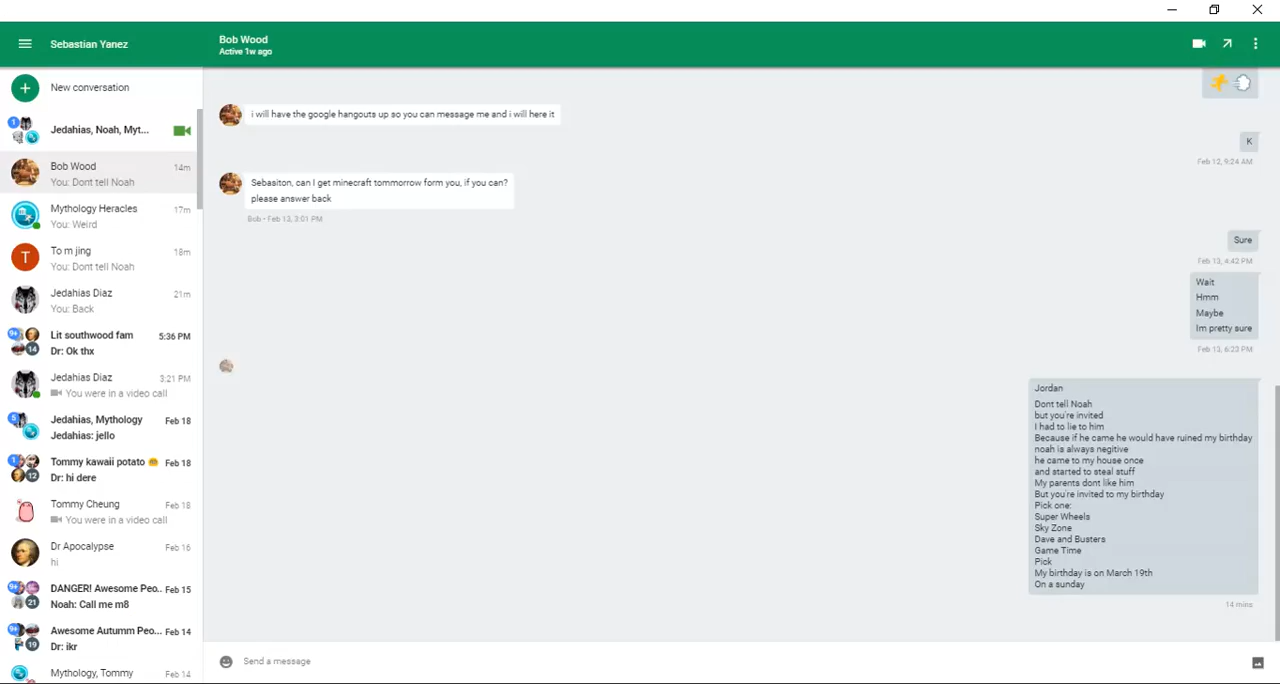 Sebastian Yanez
New conversation
1
Jedahias, Noah, Myt...
Bob Wood
14m
You: Dont tell Noah
Mythology Heracles
17m
You: Weird
T
To m jing
18m
You: Dont tell Noah
Jedahias Diaz
21m
You: Back
9+
14
Lit southwood fam
5:36 PM
Dr: Ok thx
Jedahias Diaz
3:21 PM
You were in a video call
5
Jedahias, Mythology
Feb 18
Jedahias: jello
1
12
Tommy kawaii potato
Feb 18
Dr: hi dere
Tommy Cheung
Feb 18
You were in a video call
Dr Apocalypse
Feb 16
hi
9+
21
DANGER! Awesome Peo..
Feb 15
Noah: Call me m8
9+
19
Awesome Autumm Peo...
Feb 14
Dr: ikr
Mythology, Tommy
Feb 14
Bob Wood
Active 1w ago
i will have the google hangouts up so you can message me and i will here it
K
Feb 12, 9:24 AM
Sebasiton, can I get minecraft tommorrow form you, if you can?
please answer back
Bob • Feb 13, 3:01 PM
Sure
Feb 13, 4:42 PM
Wait
Hmm
Maybe
Im pretty sure
Feb 13, 6:23 PM
Jordan
Dont tell Noah
but you're invited
I had to lie to him
Because if he came he would have ruined my birthday
noah is always negitive
he came to my house once
and started to steal stuff
My parents dont like him
But you're invited to my birthday
Pick one:
Super Wheels
Sky Zone
Dave and Busters
Game Time
Pick
My birthday is on March 19th
On a sunday
14 mins
Send a message